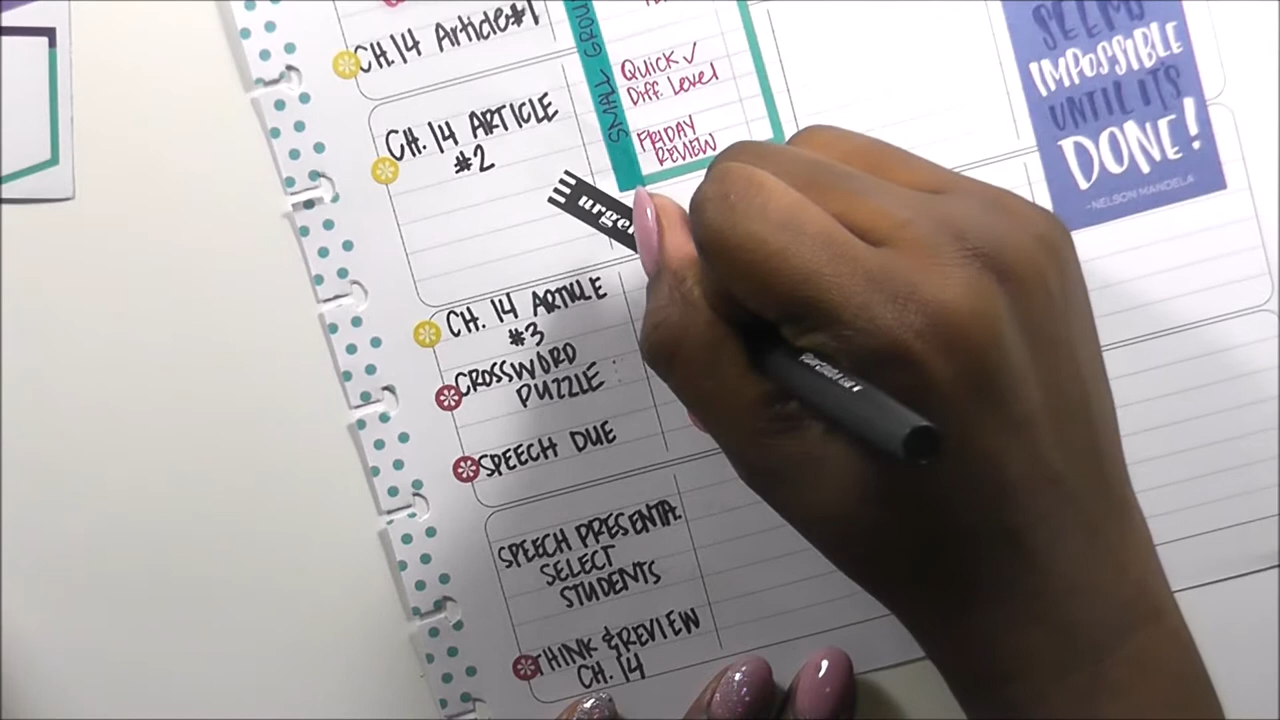 CH.14 Article#1
CH. 14 ARTICLE
#2
CH. 14 ARTICLE
#3
CROSSWORD
PUZZLE
SPEECH DUE
SPEECH PRESENTA.
SELECT
STUDENTS
THINK & REVIEW
CH. 14
SMALL GROU
Quick ✓
Diff. Level
FRIDAY
REVIEW
urge
SEEMS
IMPOSSIBLE
UNTIL IT'S
DONE!
-NELSON MANDELA